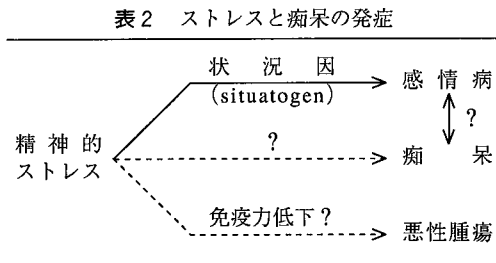 表2 ストレスと痴呆の発症
状況因
(situatogen)
感情病
?
精神的
ストレス
?
痴呆
免疫力低下?
悪性腫瘍